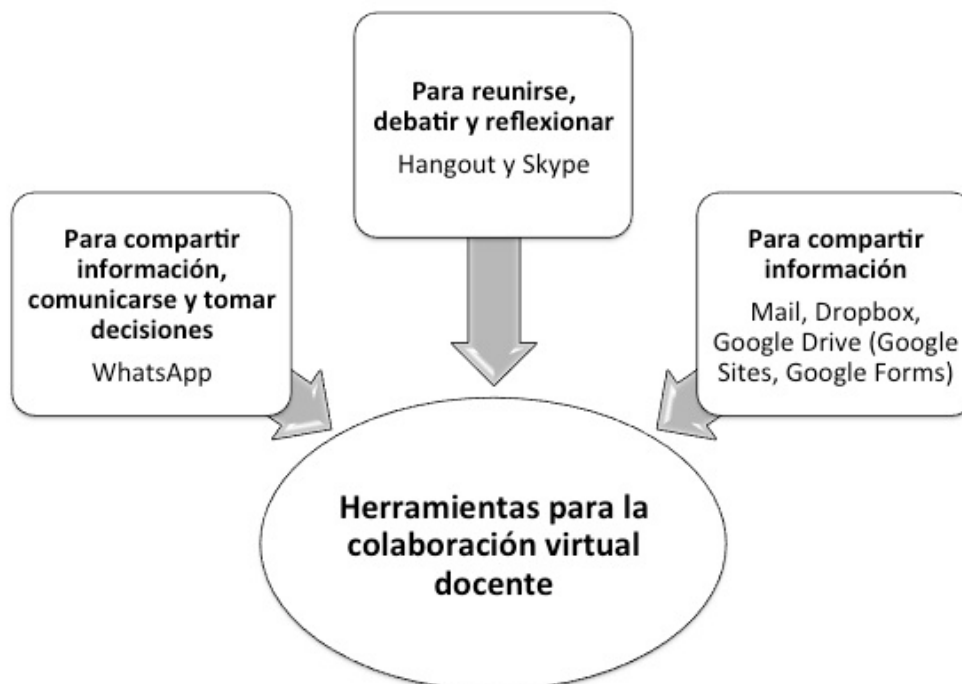 Para reunirse,
debatir y reflexionar
Hangout y Skype
Para compartir
información,
comunicarse y tomar
decisiones
WhatsApp
Para compartir
información
Mail, Dropbox,
Google Drive (Google
Sites, Google Forms)
Herramientas para la
colaboración virtual
docente